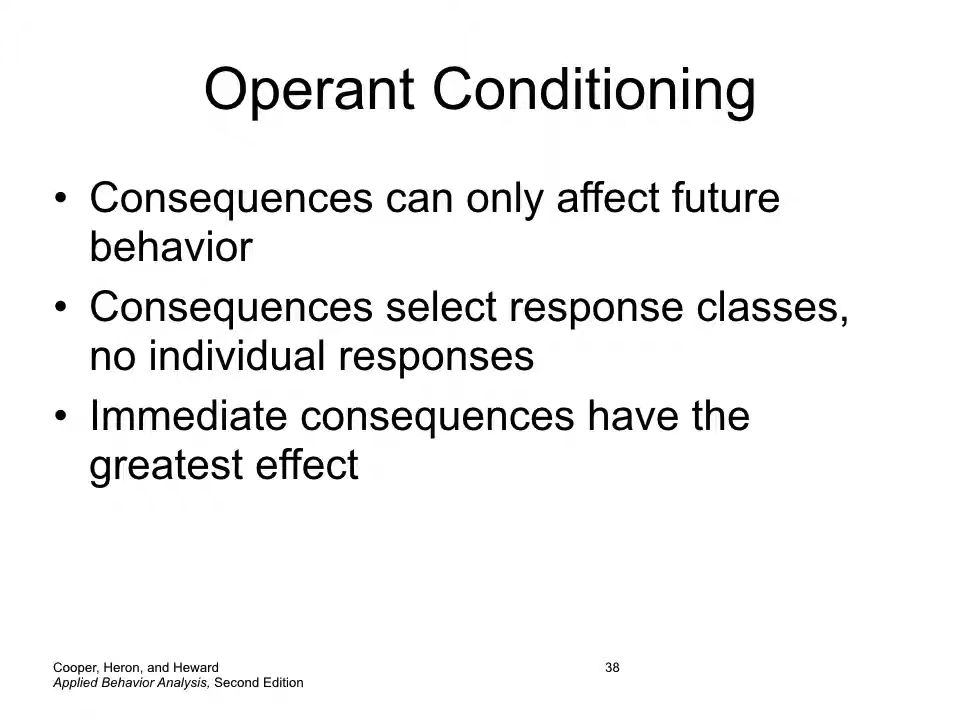 Operant Conditioning
• Consequences can only affect future
behavior
• Consequences select response classes,
no individual responses
• Immediate consequences have the
greatest effect
Cooper, Heron, and Heward
Applied Behavior Analysis, Second Edition
38